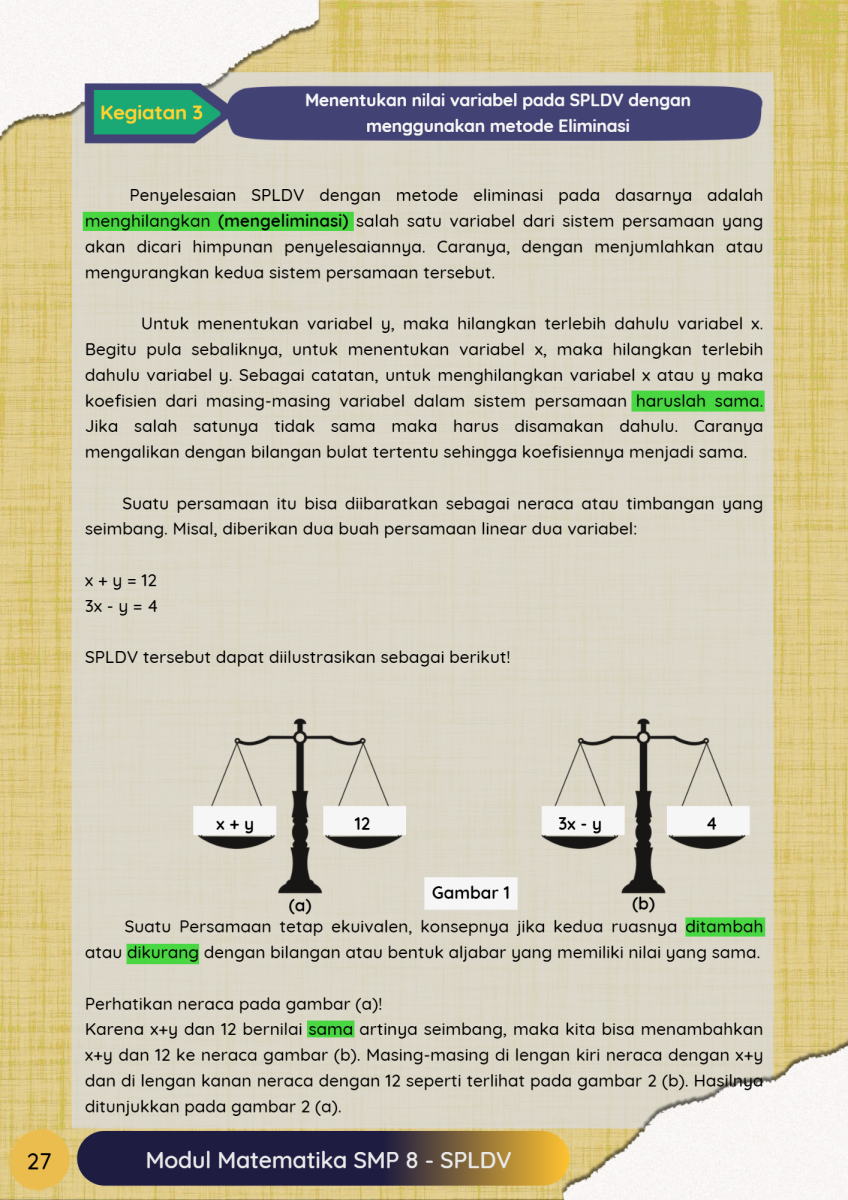 Kegiatan 3
Menentukan nilai variabel pada SPLDV dengan
menggunakan metode Eliminasi
Penyelesaian SPLDV dengan metode eliminasi pada dasarnya adalah
menghilangkan (mengeliminasi) salah satu variabel dari sistem persamaan yang
akan dicari himpunan penyelesaiannya. Caranya, dengan menjumlahkan atau
mengurangkan kedua sistem persamaan tersebut.
Untuk menentukan variabel y, maka hilangkan terlebih dahulu variabel x.
Begitu pula sebaliknya, untuk menentukan variabel x, maka hilangkan terlebih
dahulu variabel y. Sebagai catatan, untuk menghilangkan variabel x atau y maka
koefisien dari masing-masing variabel dalam sistem persamaan haruslah sama.
Jika salah satunya tidak sama maka harus disamakan dahulu. Caranya
mengalikan dengan bilangan bulat tertentu sehingga koefisiennya menjadi sama.
Suatu persamaan itu bisa diibaratkan sebagai neraca atau timbangan yang
seimbang. Misal, diberikan dua buah persamaan linear dua variabel:
x + y = 12
3x - y = 4
SPLDV tersebut dapat diilustrasikan sebagai berikut!
x + y
12
3x - y
4
Gambar 1
(a)
(b)
Suatu Persamaan tetap ekuivalen, konsepnya jika kedua ruasnya ditambah
atau dikurang dengan bilangan atau bentuk aljabar yang memiliki nilai yang sama.
Perhatikan neraca pada gambar (a)!
Karena x+y dan 12 bernilai sama artinya seimbang, maka kita bisa menambahkan
x+y dan 12 ke neraca gambar (b). Masing-masing di lengan kiri neraca dengan x+y
dan di lengan kanan neraca dengan 12 seperti terlihat pada gambar 2 (b). Hasilnya
ditunjukkan pada gambar 2 (a).
27
Modul Matematika SMP 8 - SPLDV